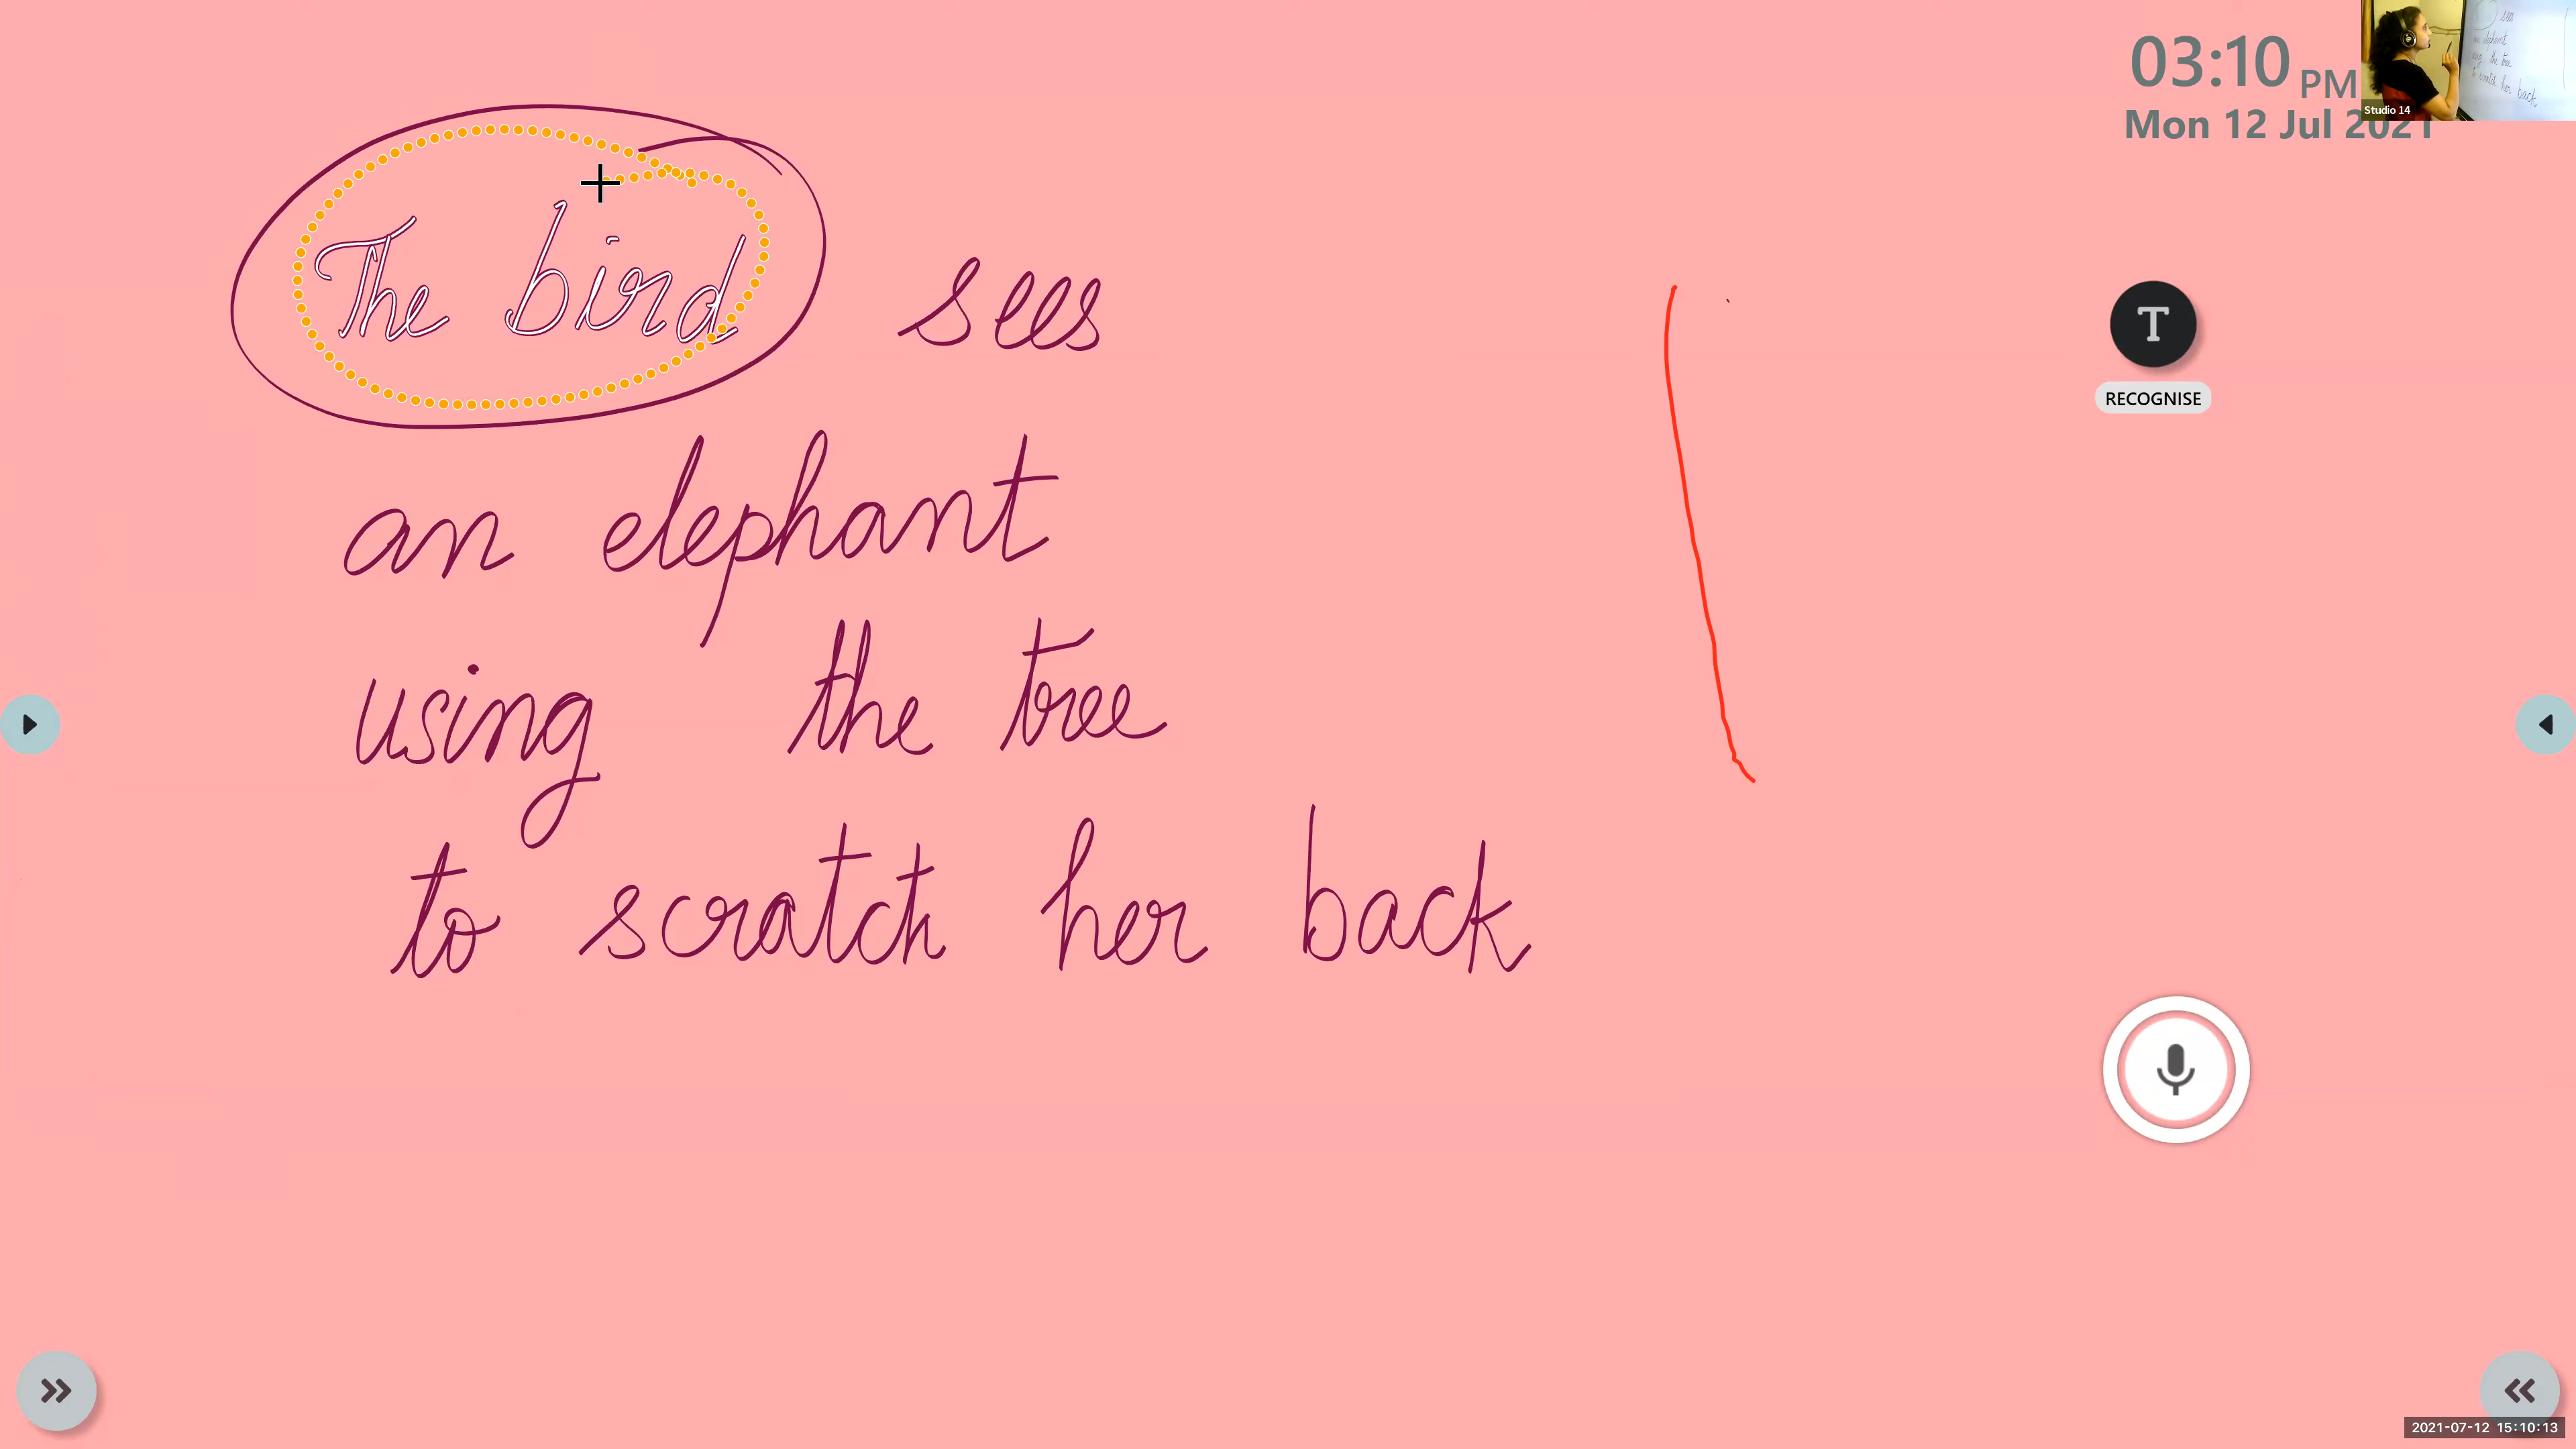 03:10 PM
Mon 12 Jul 2021
Studio 14
The bird sees
an elephant
using the tree
to scratch her back
T
RECOGNISE
2021-07-12 15:10:13